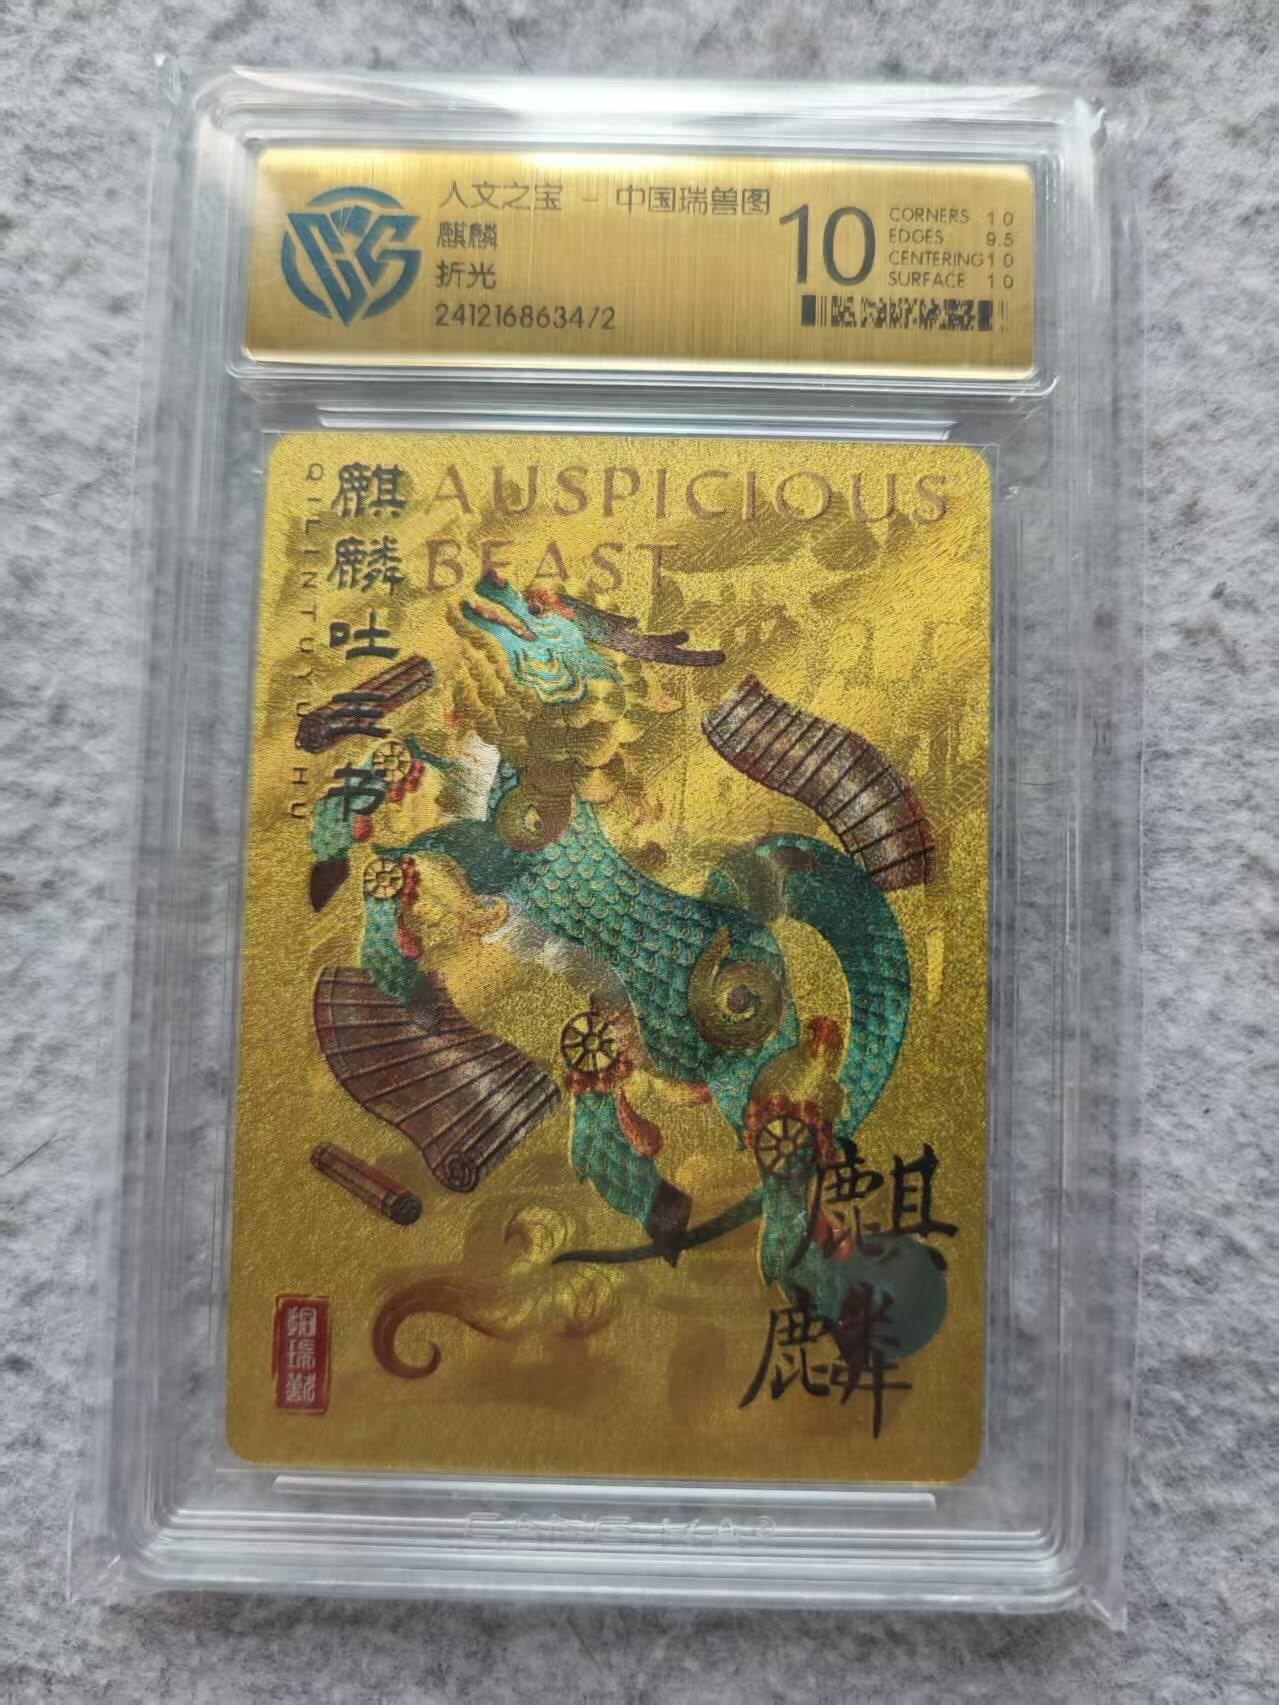 人文之宝 - 中国瑞兽图
麒麟
折光
2412168634/2
10
CORNERS 10
EDGES 9.5
CENTERING 10
SURFACE 10
AUSPICIOUS
BEAST
麒麟吐玉书
QILINTUYUSHU
麒
麟